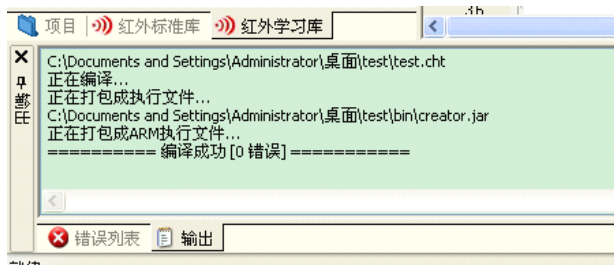 项目 红外标准库 红外学习库
C:\Documents and Settings\Administrator\桌面\test\test.cht
正在编译...
正在打包成执行文件...
C:\Documents and Settings\Administrator\桌面\test\bin\creator.jar
正在打包成ARM执行文件...
========== 编译成功 [0 错误] ===========
错误列表 输出